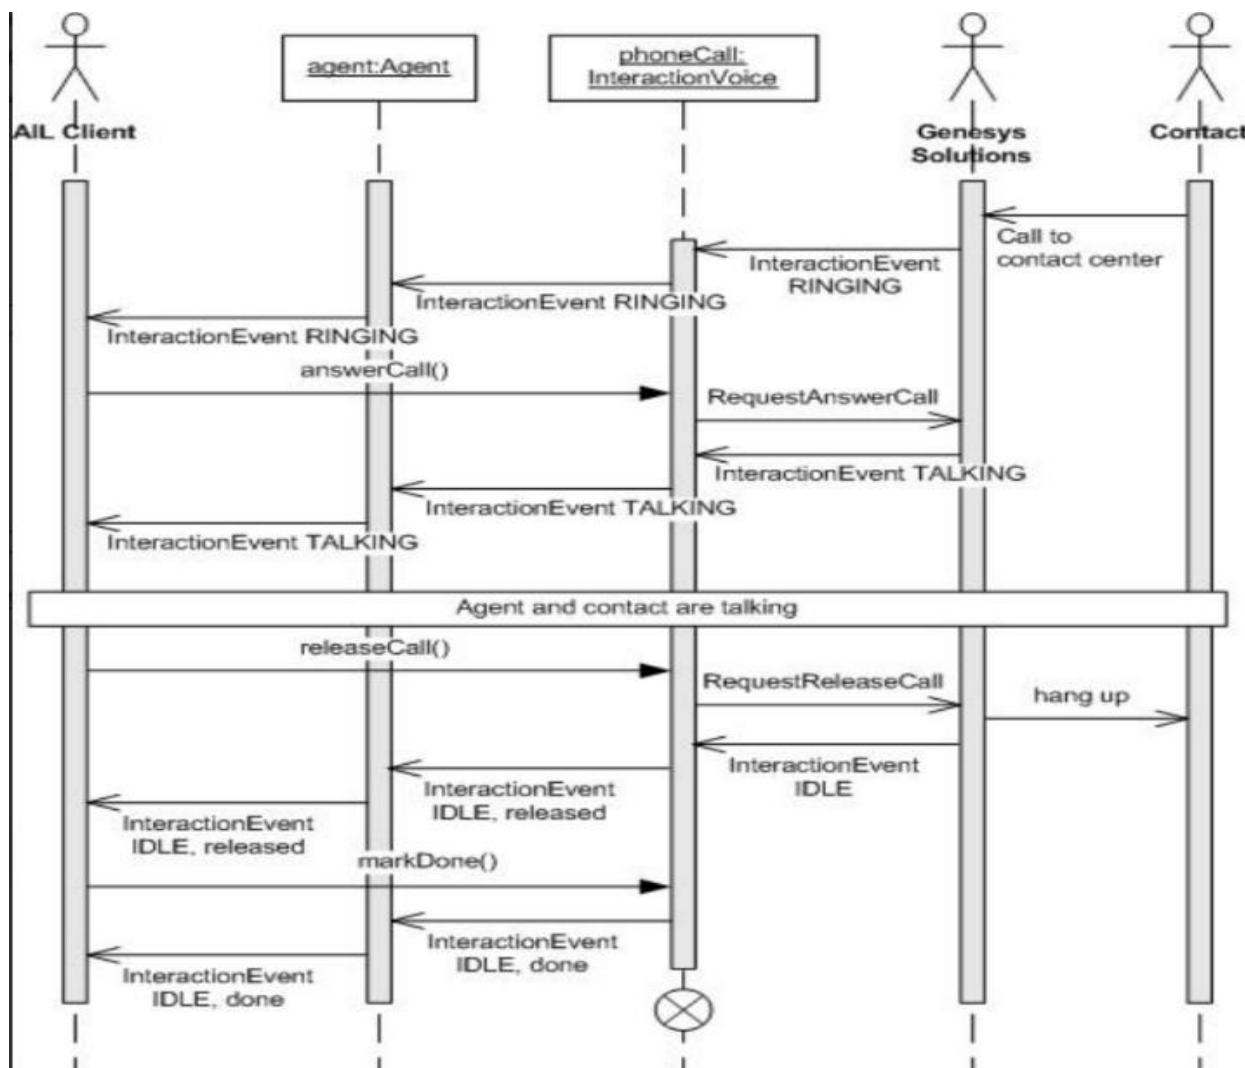 agent:Agent
phoneCall:
InteractionVoice
AIL Client
Genesys
Solutions
Contact
Call to
contact center
InteractionEvent
RINGING
InteractionEvent RINGING
InteractionEvent RINGING
answerCall()
RequestAnswerCall
InteractionEvent TALKING
InteractionEvent TALKING
InteractionEvent TALKING
Agent and contact are talking
releaseCall()
RequestReleaseCall
hang up
InteractionEvent
IDLE
InteractionEvent
IDLE, released
InteractionEvent
IDLE, released
markDone()
InteractionEvent
IDLE, done
InteractionEvent
IDLE, done